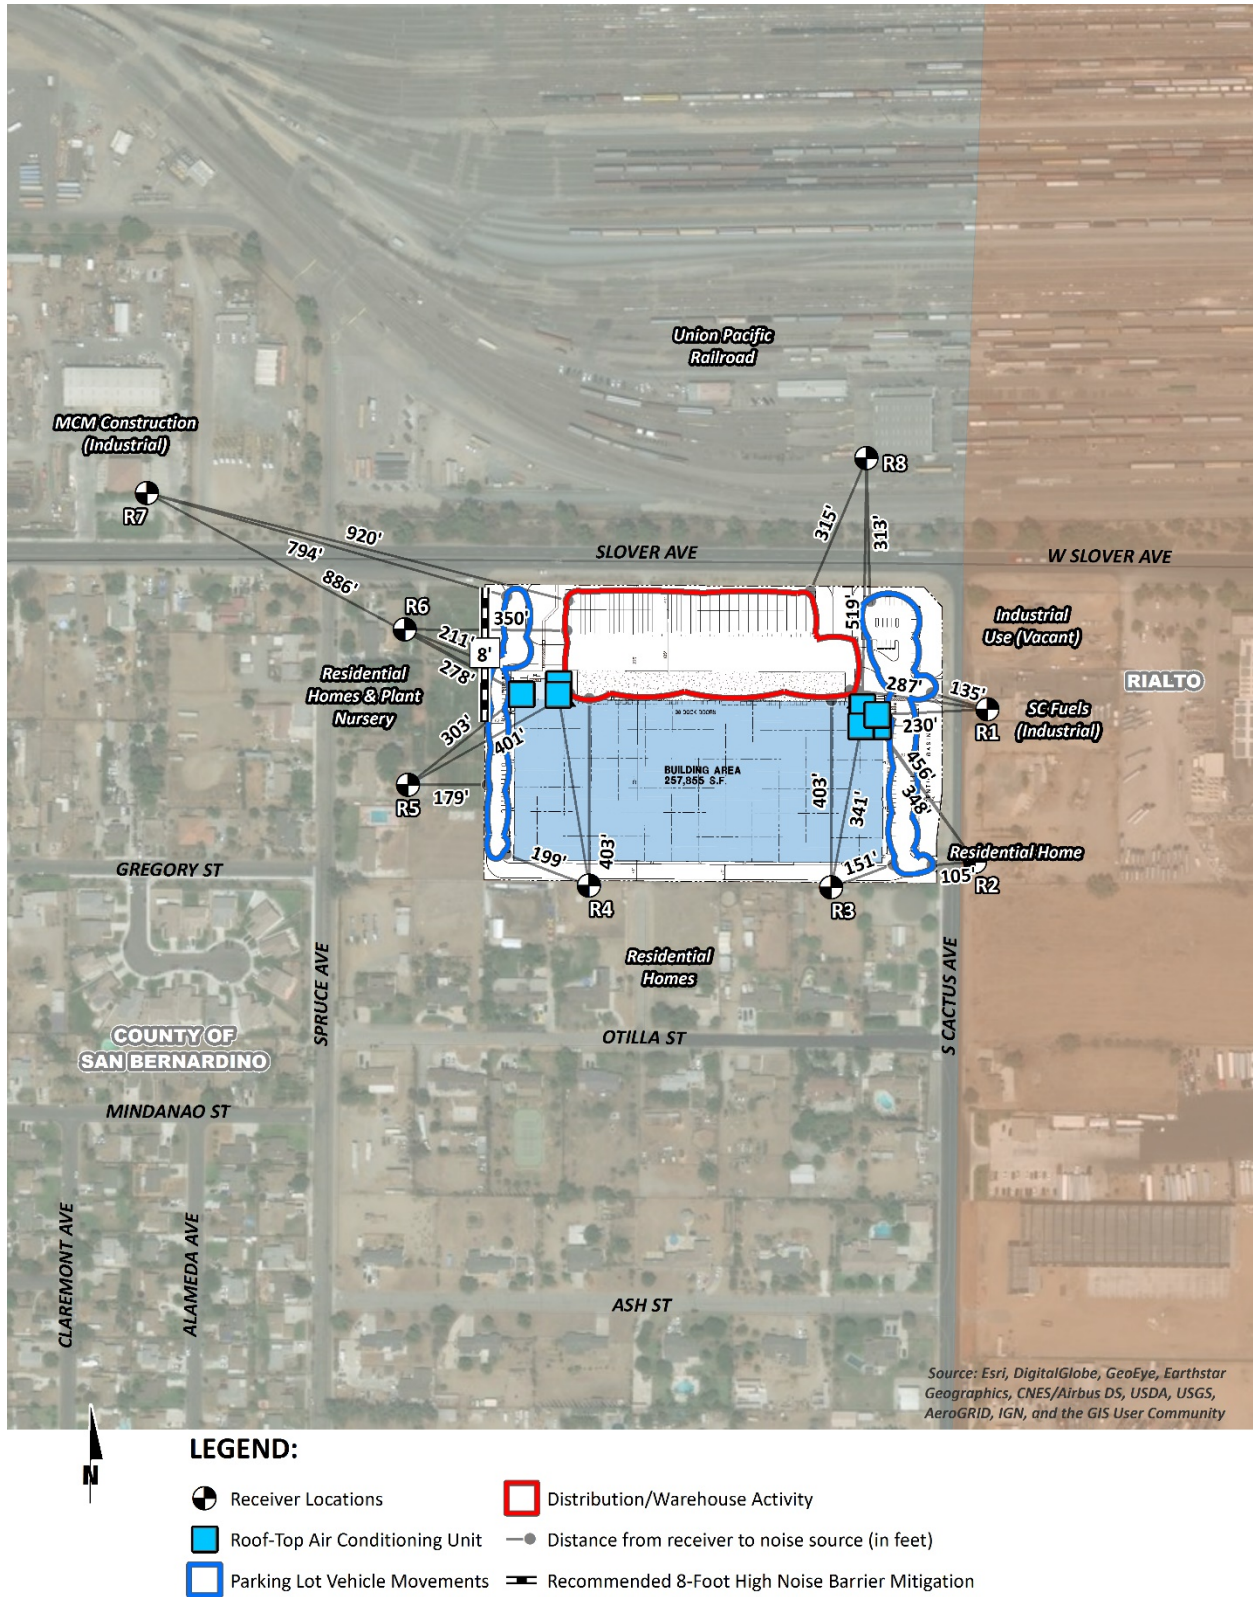 Union Pacific
Railroad
MCM Construction
(Industrial)
R8
R7
315'
313'
920'
794'
886'
SLOVER AVE
W SLOVER AVE
R6
350'
519'
Industrial
Use (Vacant)
211'
8'
278'
Residential
Homes & Plant
Nursery
287'
135'
RIALTO
R1
SC Fuels
(Industrial)
230'
303'
401'
BUILDING AREA
257,855 S.F.
456'
348'
R5
179'
403'
341'
403'
199'
151'
Residential Home
105'
R2
GREGORY ST
R4
R3
Residential
Homes
SPRUCE AVE
S CACTUS AVE
COUNTY OF
SAN BERNARDINO
OTILLA ST
MINDANAO ST
CLAREMONT AVE
ALAMEDA AVE
ASH ST
Source: Esri, DigitalGlobe, GeoEye, Earthstar
Geographics, CNES/Airbus DS, USDA, USGS,
AeroGRID, IGN, and the GIS User Community
N
LEGEND:
Receiver Locations
Distribution/Warehouse Activity
Roof-Top Air Conditioning Unit
Distance from receiver to noise source (in feet)
Parking Lot Vehicle Movements
Recommended 8-Foot High Noise Barrier Mitigation